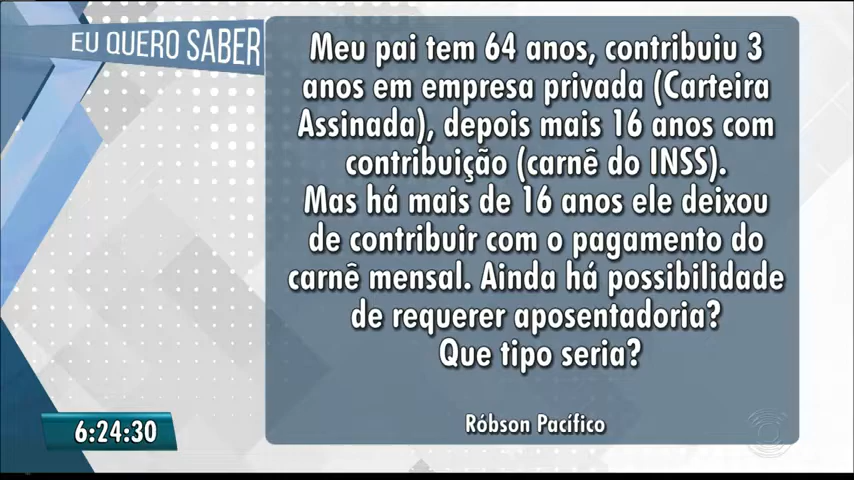 EU QUERO SABER
Meu pai tem 64 anos, contribuiu 3
anos em empresa privada (Carteira
Assinada), depois mais 16 anos com
contribuição (carnê do INSS).
Mas há mais de 16 anos ele deixou
de contribuir com o pagamento do
carnê mensal. Ainda há possibilidade
de requerer aposentadoria?
Que tipo seria?
Róbson Pacífico
6:24:30